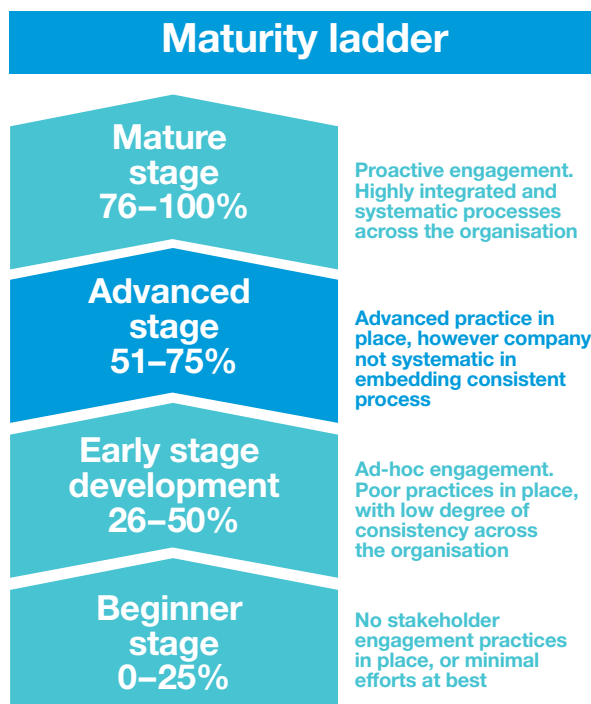 Maturity ladder
Mature
stage
76–100%
Proactive engagement.
Highly integrated and
systematic processes
across the organisation
Advanced
stage
51–75%
Advanced practice in
place, however company
not systematic in
embedding consistent
process
Early stage
development
26–50%
Ad-hoc engagement.
Poor practices in place,
with low degree of
consistency across
the organisation
Beginner
stage
0–25%
No stakeholder
engagement practices
in place, or minimal
efforts at best